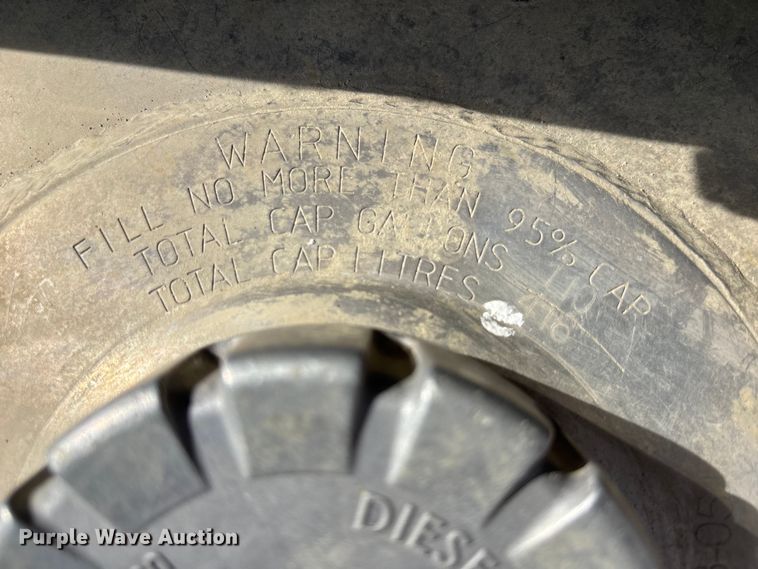 WARNING
FILL NO MORE THAN 95% CAP
TOTAL CAP GALLONS 110
TOTAL CAP LITRES 416
DIESE
Purple Wave Auction